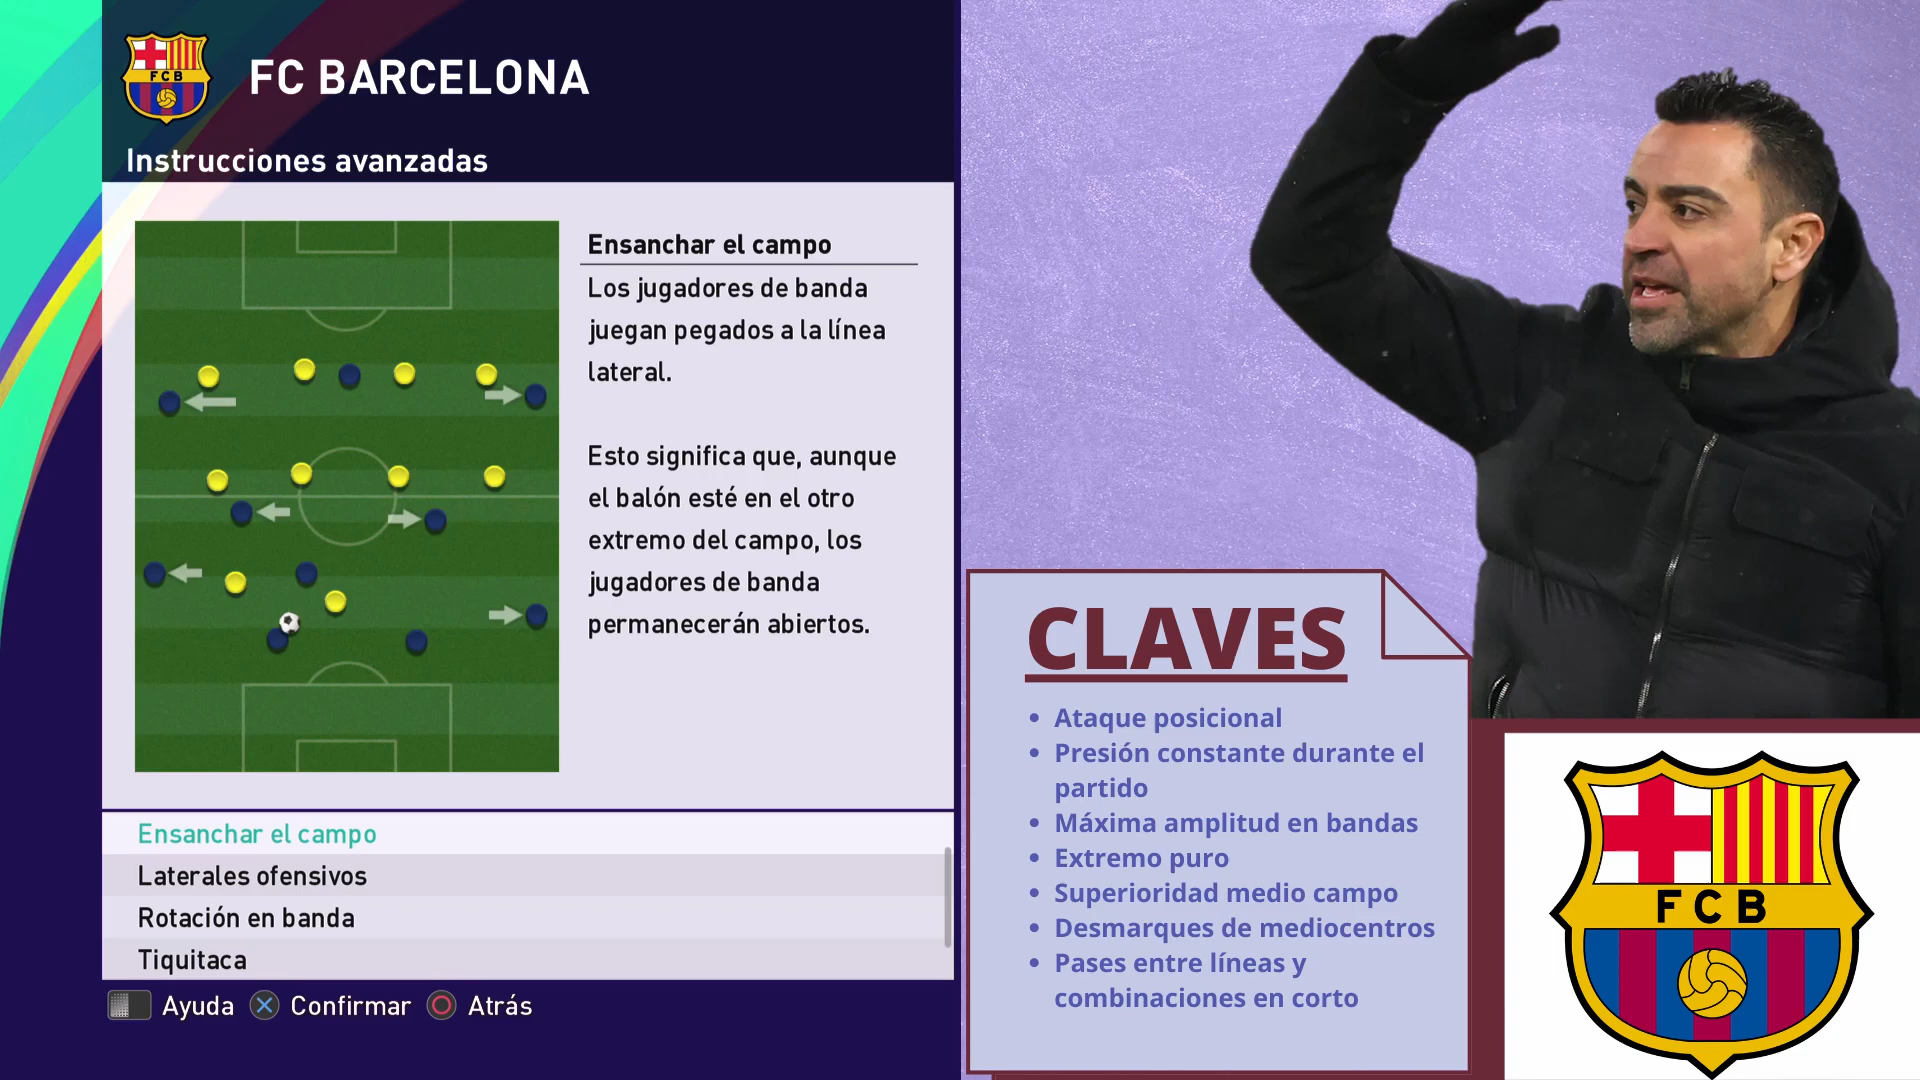 FCB
FC BARCELONA
Instrucciones avanzadas
Ensanchar el campo
Los jugadores de banda
juegan pegados a la línea
lateral.
Esto significa que, aunque
el balón esté en el otro
extremo del campo, los
jugadores de banda
permanecerán abiertos.
Ensanchar el campo
Laterales ofensivos
Rotación en banda
Tiquitaca
Ayuda Confirmar Atrás
CLAVES
• Ataque posicional
• Presión constante durante el
partido
• Máxima amplitud en bandas
• Extremo puro
• Superioridad medio campo
• Desmarques de mediocentros
• Pases entre líneas y
combinaciones en corto
F C B